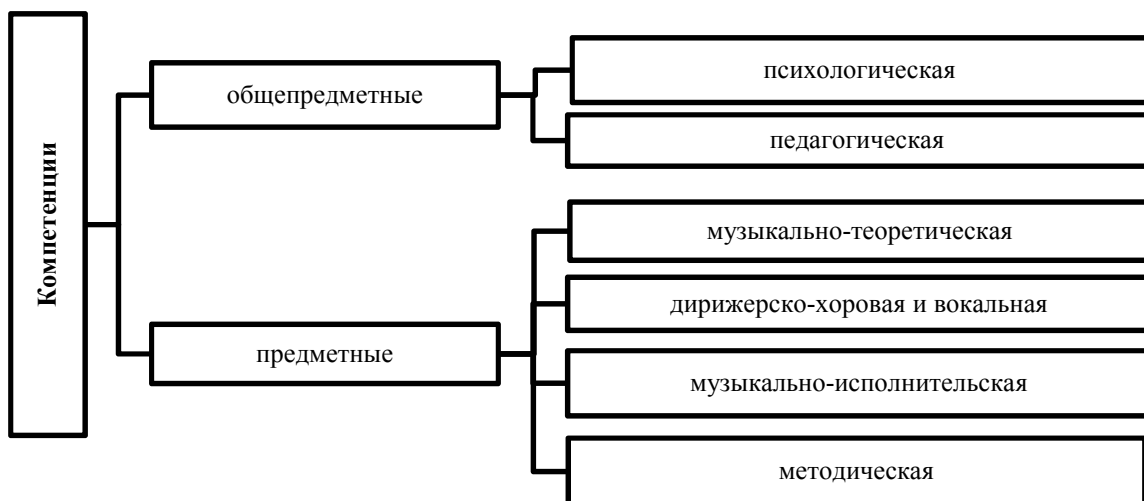 Компетенции
общепредметные
психологическая
педагогическая
предметные
музыкально-теоретическая
дирижерско-хоровая и вокальная
музыкально-исполнительская
методическая